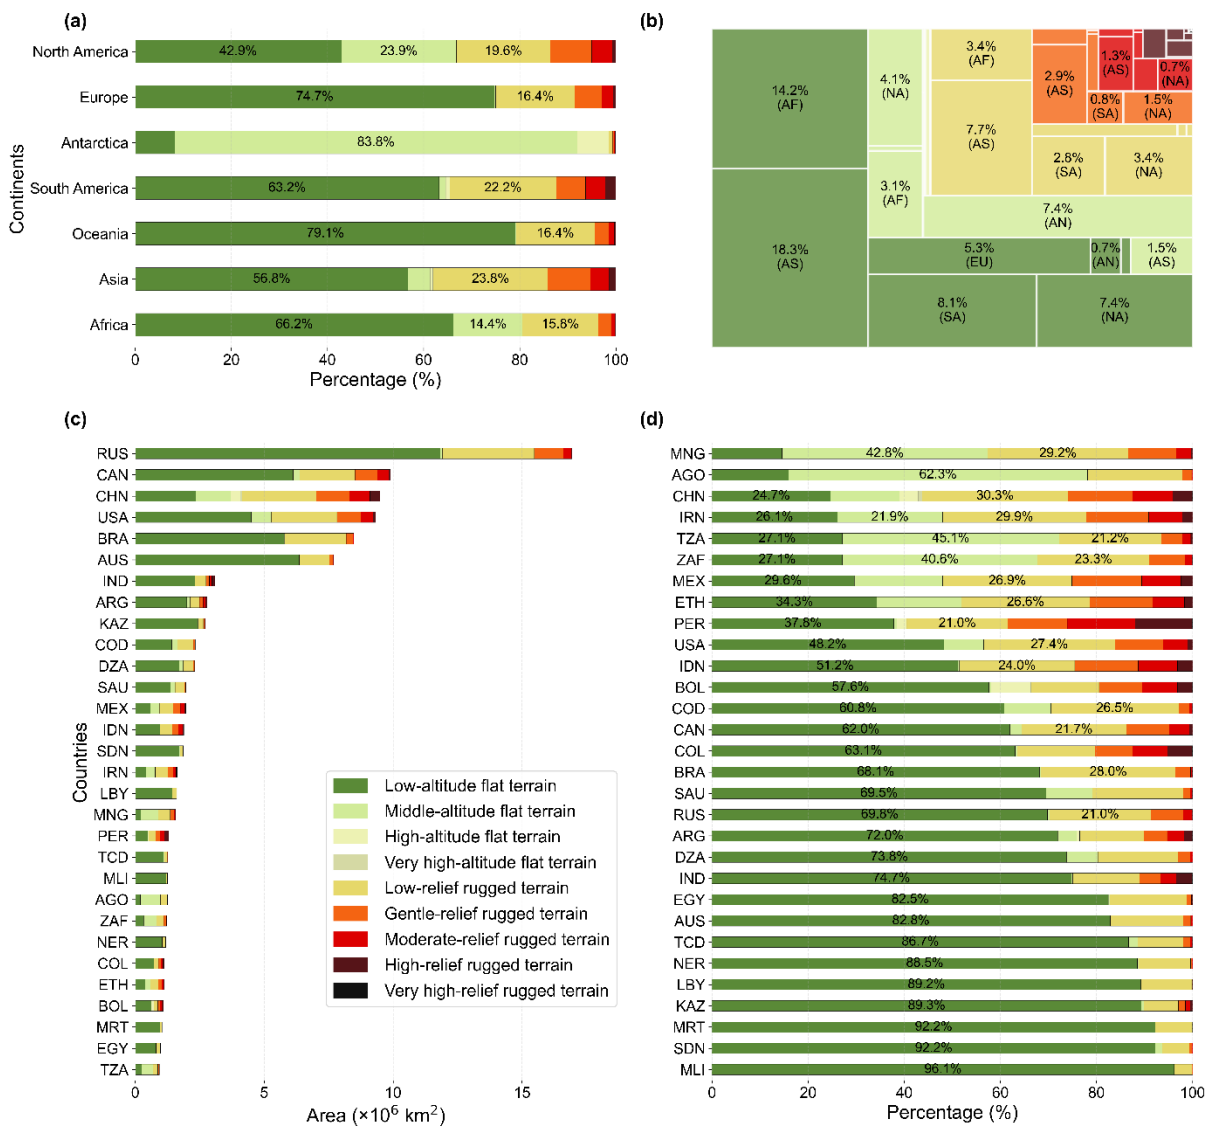 (a)
North America
42.9%
23.9%
19.6%
Europe
74.7%
16.4%
Antarctica
83.8%
South America
63.2%
22.2%
Oceania
79.1%
16.4%
Asia
56.8%
23.8%
Africa
66.2%
14.4%
15.8%
Continents
0 20 40 60 80 100
Percentage (%)
(b)
14.2%
(AF)
18.3%
(AS)
4.1%
(NA)
3.1%
(AF)
3.4%
(AF)
7.7%
(AS)
2.9%
(AS)
1.3%
(AS)
0.7%
(NA)
0.8%
(SA)
1.5%
(NA)
2.8%
(SA)
3.4%
(NA)
7.4%
(AN)
5.3%
(EU)
0.7%
(AN)
1.5%
(AS)
8.1%
(SA)
7.4%
(NA)
(c)
RUS
CAN
CHN
USA
BRA
AUS
IND
ARG
KAZ
COD
DZA
SAU
MEX
IDN
SDN
IRN
LBY
MNG
PER
TCD
MLI
AGO
ZAF
NER
COL
ETH
BOL
MRT
EGY
TZA
Countries
0 5 10 15
Area (×10⁶ km²)
Low-altitude flat terrain
Middle-altitude flat terrain
High-altitude flat terrain
Very high-altitude flat terrain
Low-relief rugged terrain
Gentle-relief rugged terrain
Moderate-relief rugged terrain
High-relief rugged terrain
Very high-relief rugged terrain
(d)
MNG 42.8% 29.2%
AGO 62.3%
CHN 24.7% 30.3%
IRN 26.1% 21.9% 29.9%
TZA 27.1% 45.1% 21.2%
ZAF 27.1% 40.6% 23.3%
MEX 29.6% 26.9%
ETH 34.3% 26.6%
PER 37.8% 21.0%
USA 48.2% 27.4%
IDN 51.2% 24.0%
BOL 57.6%
COD 60.8% 26.5%
CAN 62.0% 21.7%
COL 63.1%
BRA 68.1% 28.0%
SAU 69.5%
RUS 69.8% 21.0%
ARG 72.0%
DZA 73.8%
IND 74.7%
EGY 82.5%
AUS 82.8%
TCD 86.7%
NER 88.5%
LBY 89.2%
KAZ 89.3%
MRT 92.2%
SDN 92.2%
MLI 96.1%
0 20 40 60 80 100
Percentage (%)